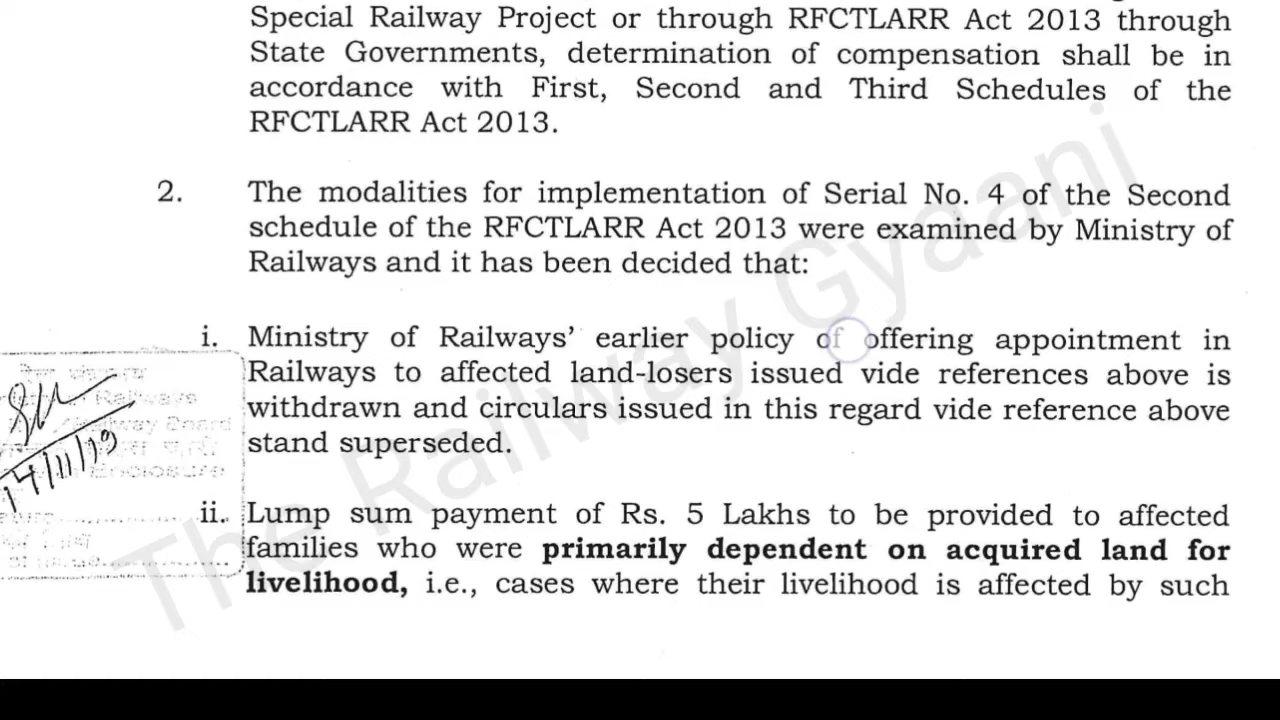 Special Railway Project or through RFCTLARR Act 2013 through
State Governments, determination of compensation shall be in
accordance with First, Second and Third Schedules of the
RFCTLARR Act 2013.
2. The modalities for implementation of Serial No. 4 of the Second
schedule of the RFCTLARR Act 2013 were examined by Ministry of
Railways and it has been decided that:
i. Ministry of Railways' earlier policy of offering appointment in
Railways to affected land-losers issued vide references above is
withdrawn and circulars issued in this regard vide reference above
stand superseded.
ii. Lump sum payment of Rs. 5 Lakhs to be provided to affected
families who were primarily dependent on acquired land for
livelihood, i.e., cases where their livelihood is affected by such
Railways
Board
Enclosure
14/11/19
The Railway Gyaani